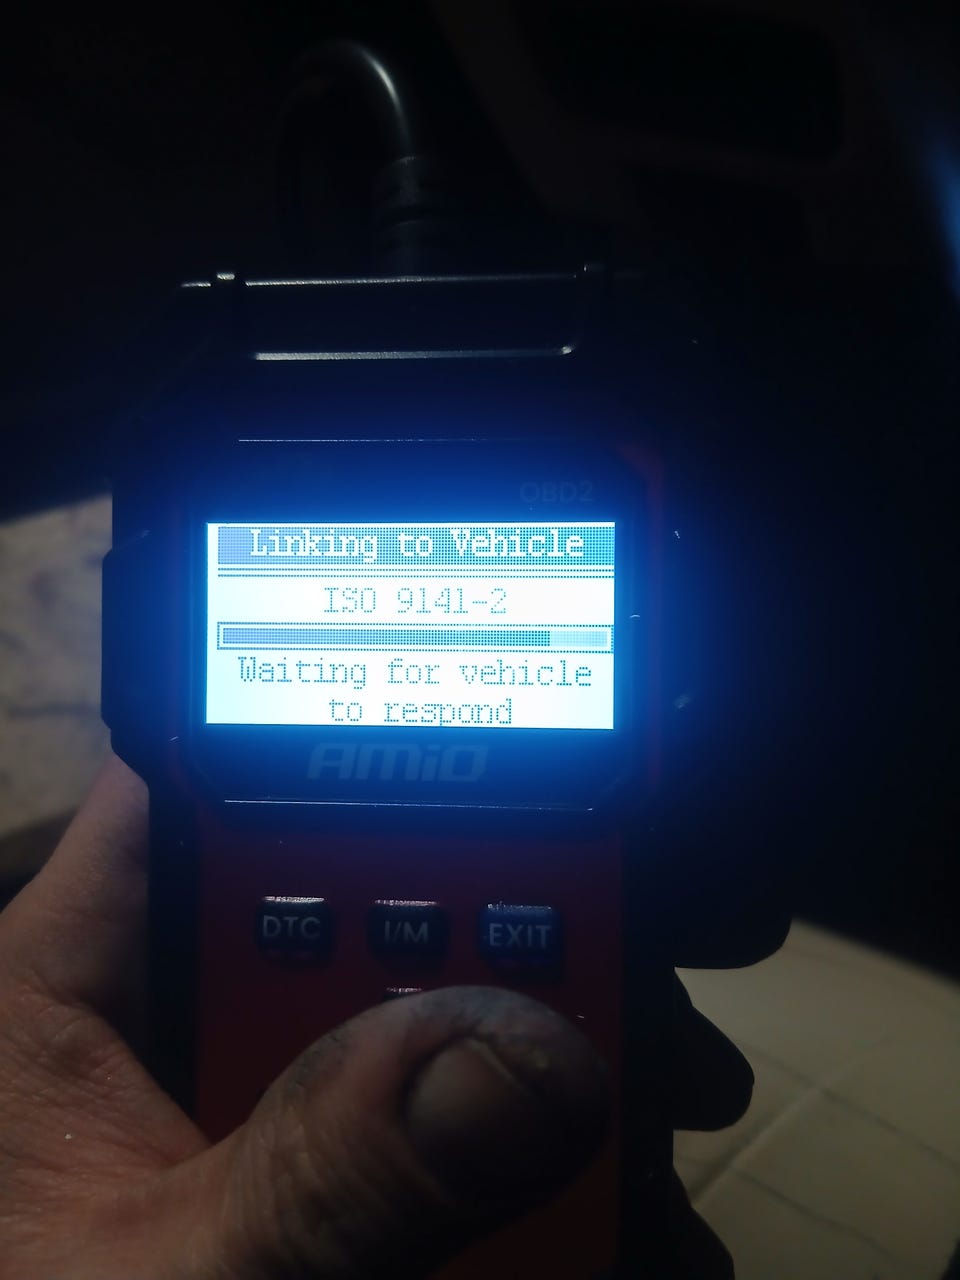 OBD2
Linking to Vehicle
ISO 9141-2
Waiting for vehicle
to respond
AMiO
DTC I/M EXIT